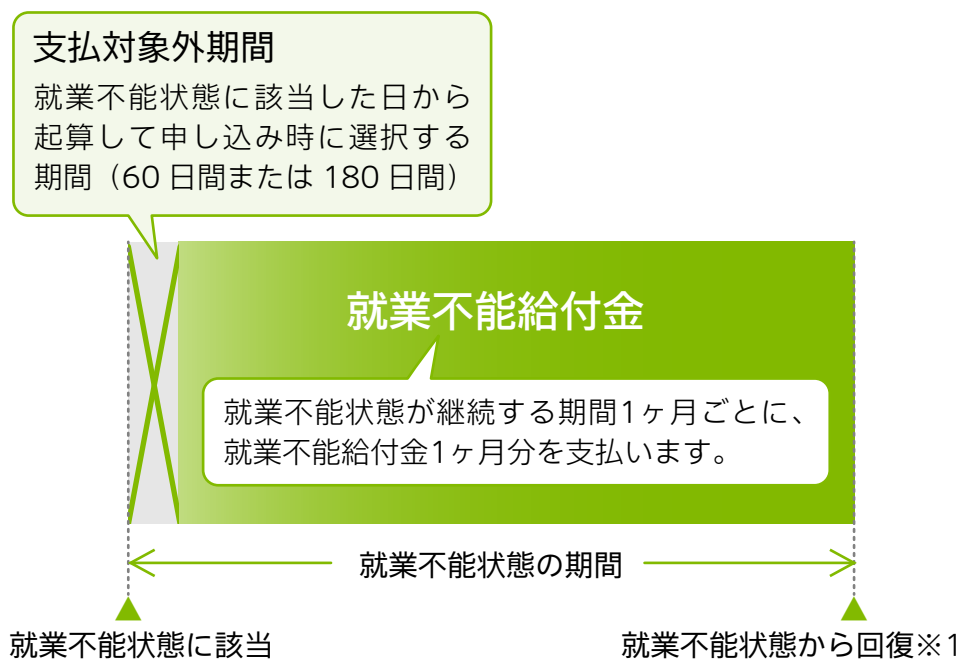 支払対象外期間
就業不能状態に該当した日から
起算して申し込み時に選択する
期間（60 日間または 180 日間）
就業不能給付金
就業不能状態が継続する期間1ヶ月ごとに、
就業不能給付金1ヶ月分を支払います。
就業不能状態の期間
就業不能状態に該当
就業不能状態から回復※1